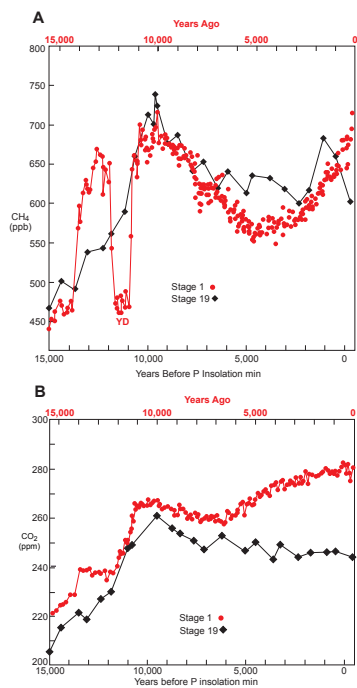 A
Years Ago
15,000 10,000 5,000 0
800
750
700
650
600
550
500
450
CH4
(ppb)
YD
Stage 1
Stage 19
15,000 10,000 5,000 0
Years Before P Insolation min
B
Years Ago
15,000 10,000 5,000 0
300
280
260
240
220
200
CO2
(ppm)
Stage 1
Stage 19
15,000 10,000 5,000 0
Years before P insolation min